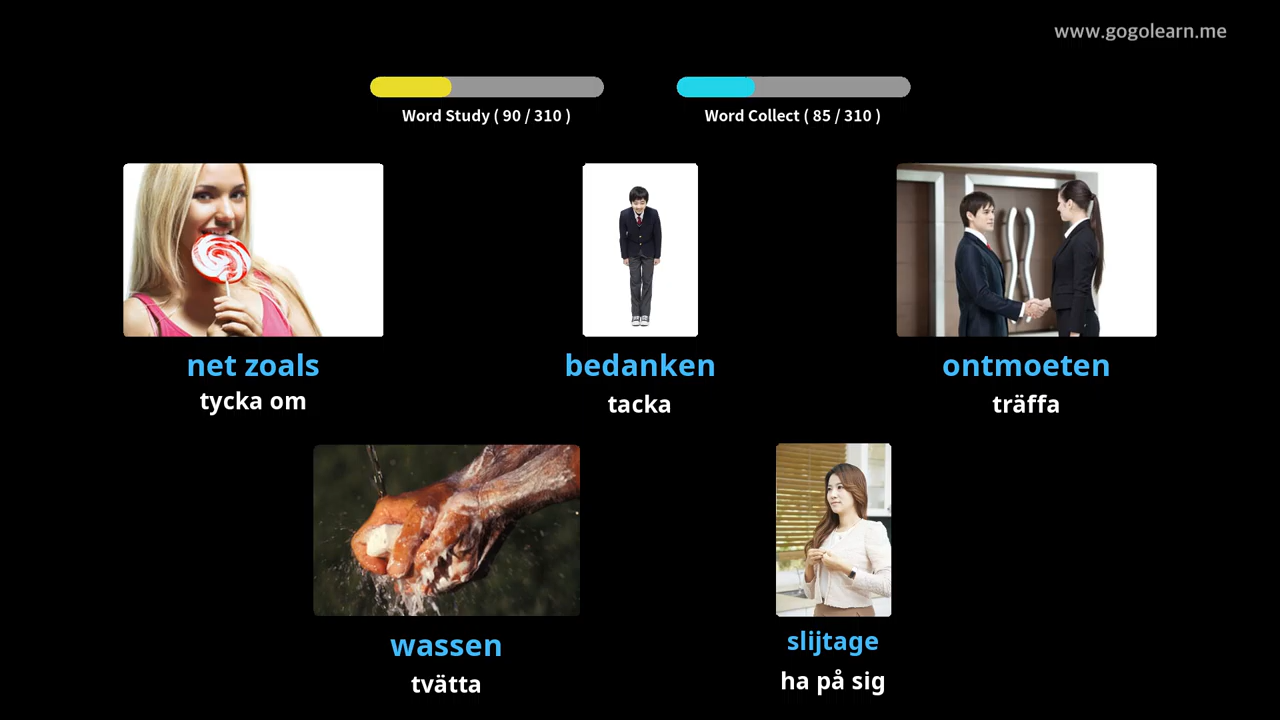 www.gogolearn.me
Word Study ( 90 / 310 )
Word Collect ( 85 / 310 )
net zoals
tycka om
bedanken
tacka
ontmoeten
träffa
wassen
tvätta
slijtage
ha på sig